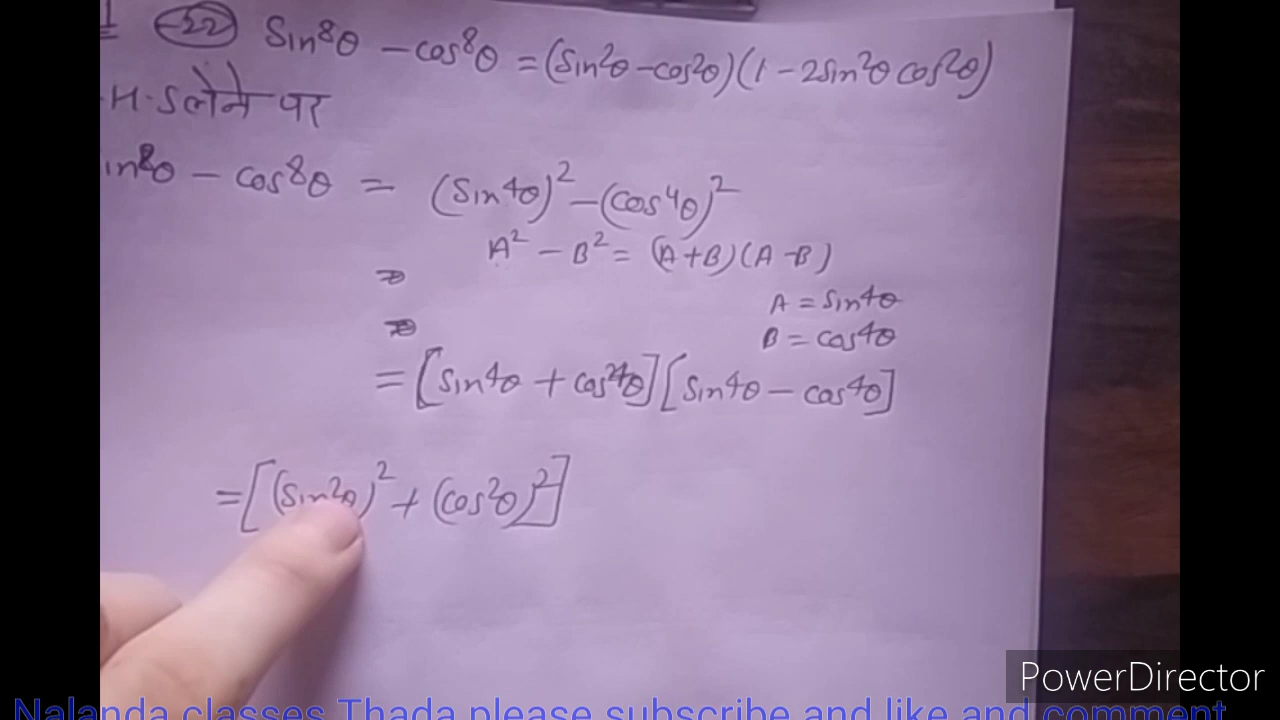 1 22 Sin⁸θ - cos⁸θ = (Sin²θ - cos²θ)(1 - 2Sin²θ cos²θ)
.H.S लेने पर
in⁸θ - cos⁸θ = (Sin⁴θ)² - (cos⁴θ)²
A² - B² = (A+B)(A-B)
⇒
A = Sin⁴θ
⇒
B = cos⁴θ
= [Sin⁴θ + cos⁴θ][Sin⁴θ - cos⁴θ]
= [(Sin²θ)² + (cos²θ)²]
PowerDirector
Nalanda classes Thada please subscribe and like and comment